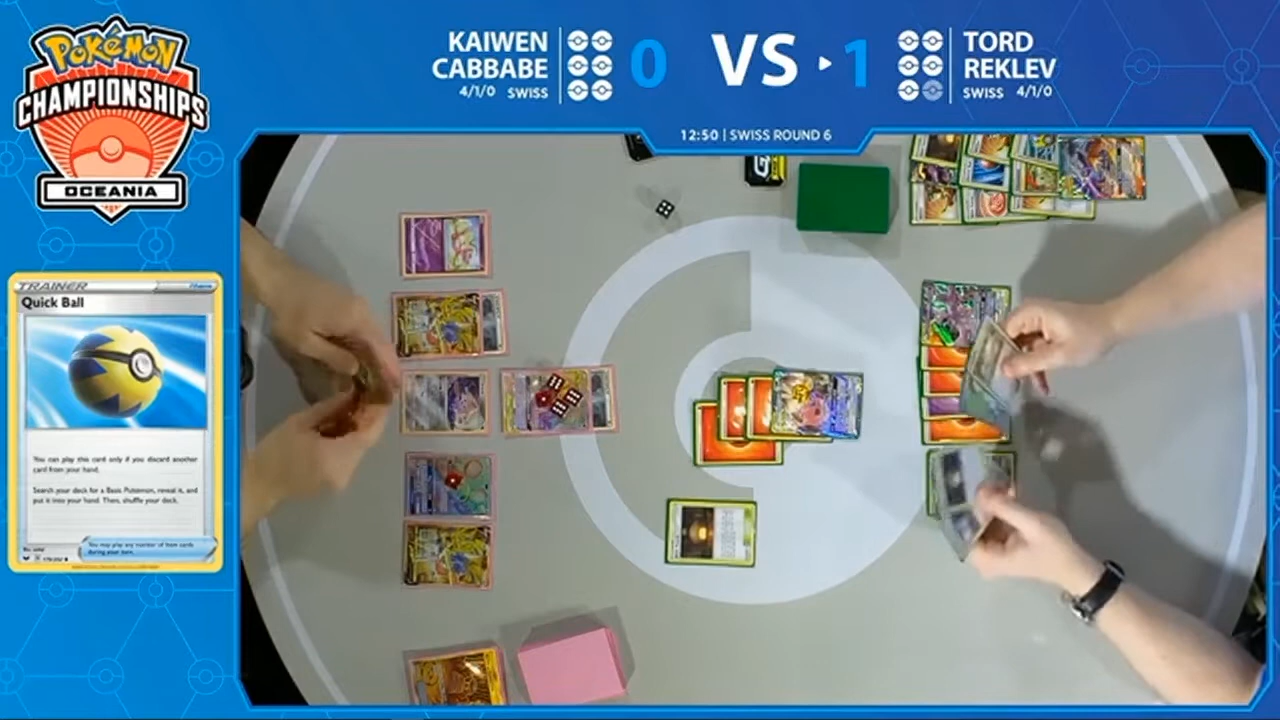 Pokémon
CHAMPIONSHIPS
OCEANIA
KAIWEN
CABBABE
4/1/0 SWISS
0 VS 1
TORD
REKLEV
SWISS 4/1/0
12:50 | SWISS ROUND 6
TRAINER
Quick Ball
You can play this card only if you discard another
card from your hand.
Search your deck for a Basic Pokémon, reveal it, and
put it into your hand. Then, shuffle your deck.
You may play any number of Item cards
during your turn.